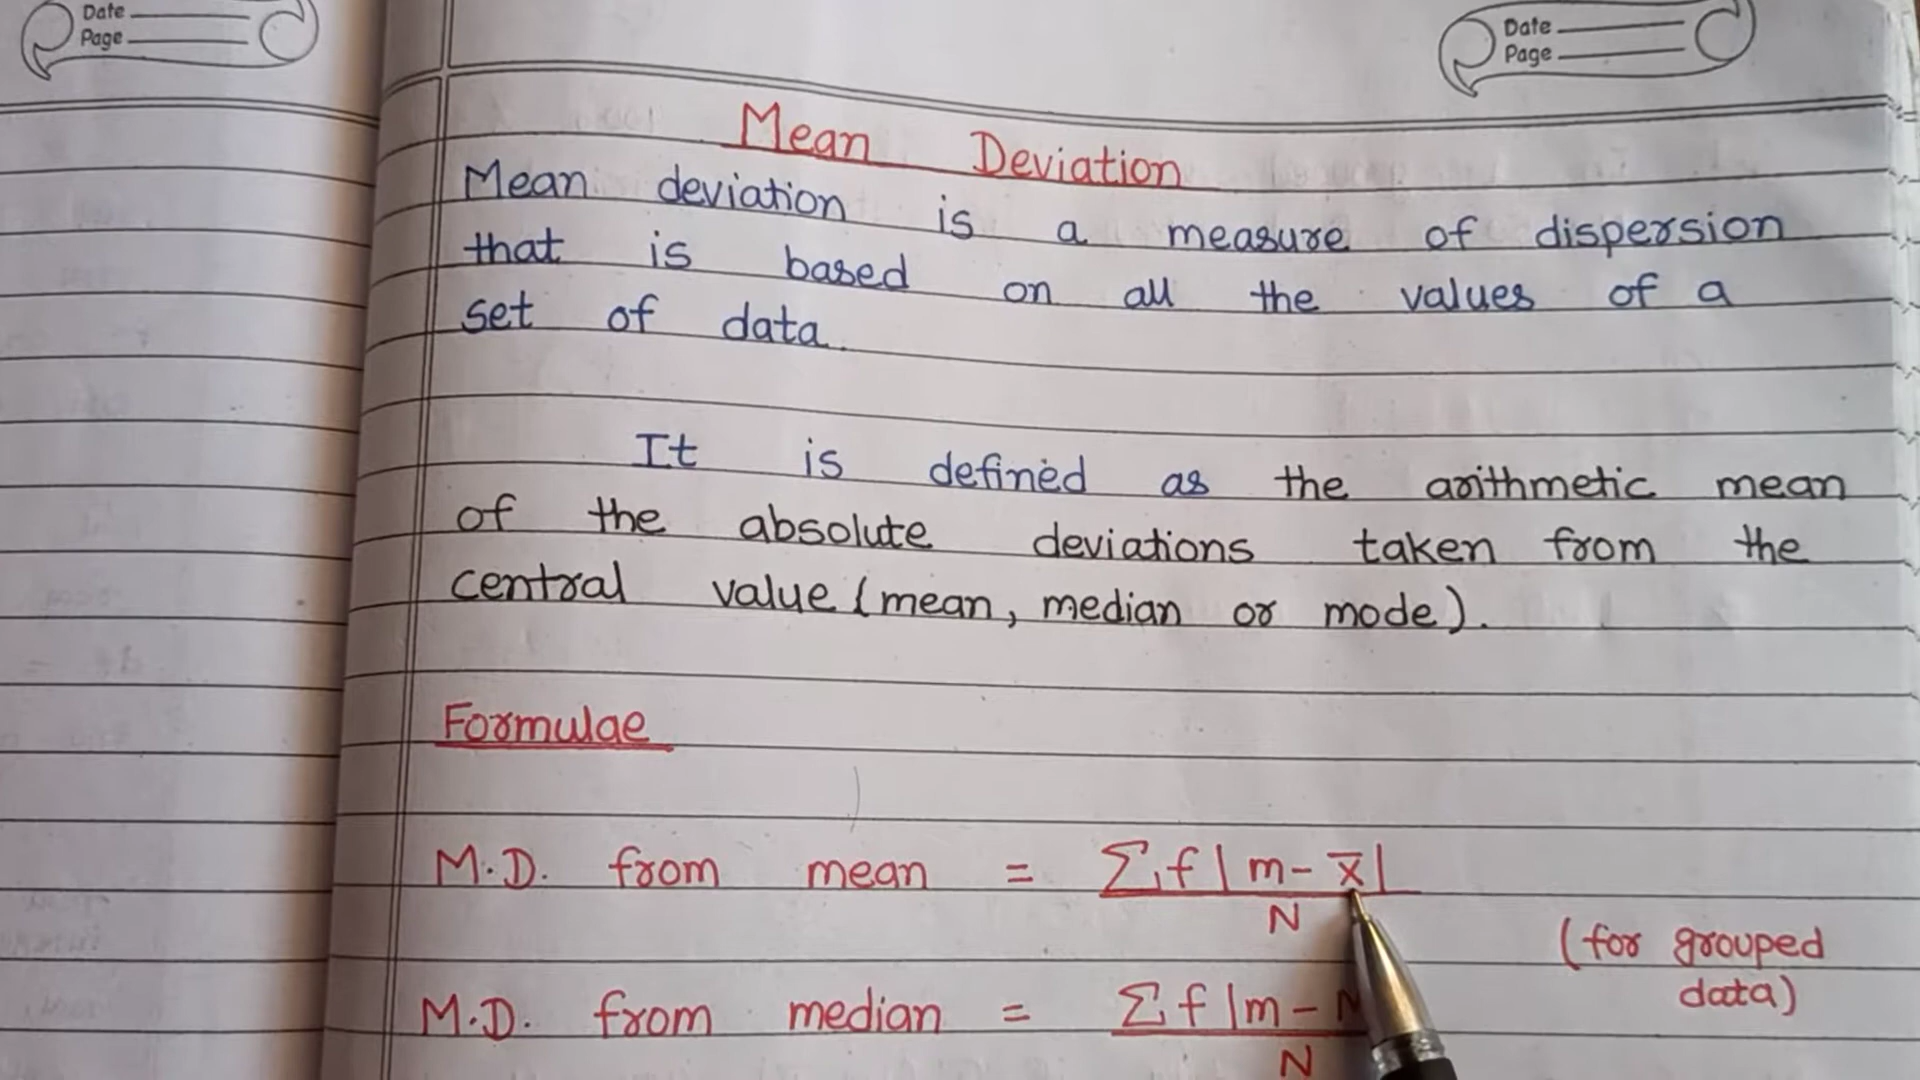 Date
Page
Date
Page
Mean Deviation
Mean deviation is a measure of dispersion
that is based on all the values of a
set of data.
It is defined as the arithmetic mean
of the absolute deviations taken from the
central value (mean, median or mode).
Formulae
M.D. from mean = Σf|m-x̅|
N
(for grouped
data)
M.D. from median = Σf|m-
N